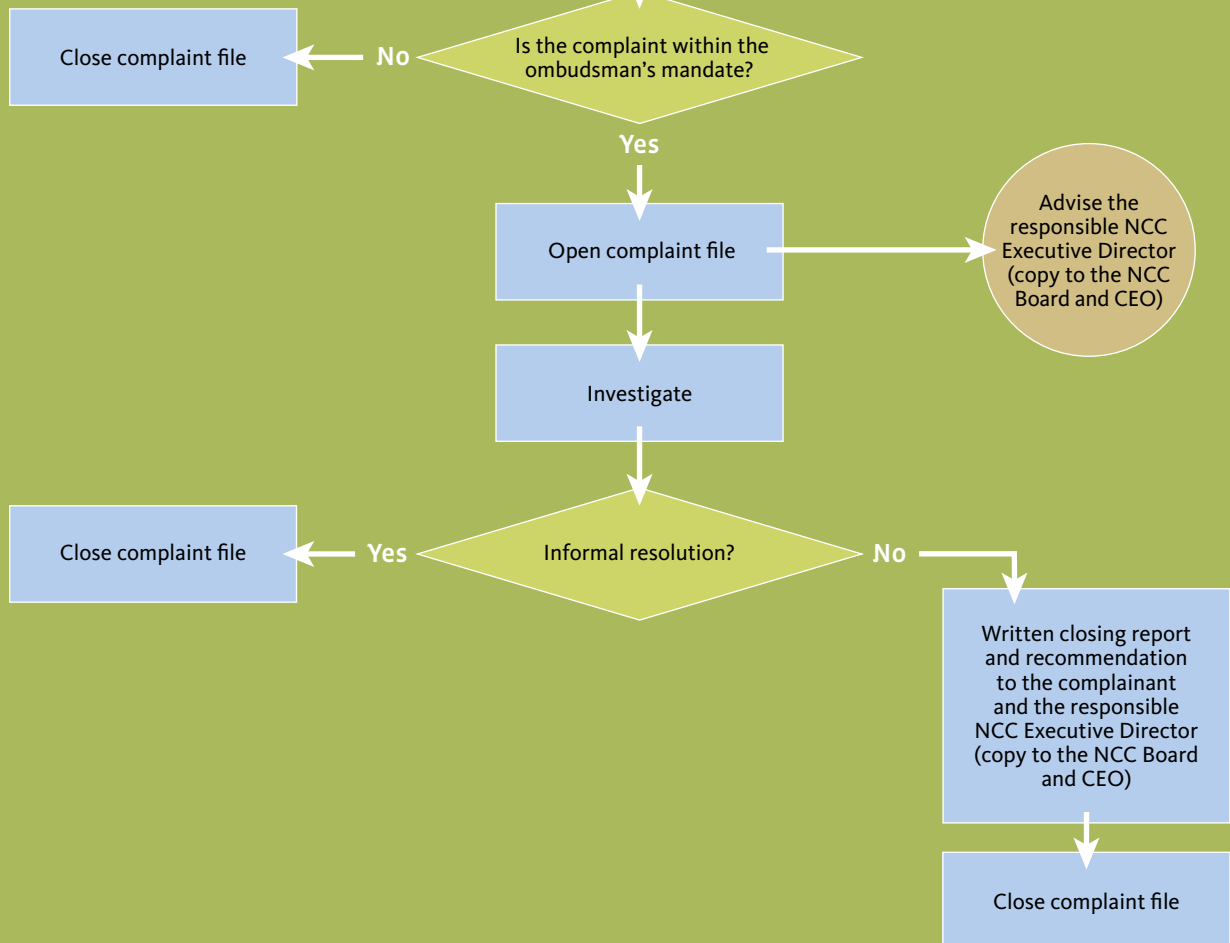 Close complaint file
No
Is the complaint within the
ombudsman's mandate?
Yes
Open complaint file
Advise the
responsible NCC
Executive Director
(copy to the NCC
Board and CEO)
Investigate
Close complaint file
Yes
Informal resolution?
No
Written closing report
and recommendation
to the complainant
and the responsible
NCC Executive Director
(copy to the NCC Board
and CEO)
Close complaint file